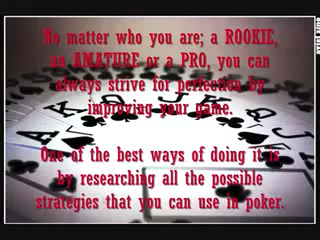 No matter who you are; a ROOKIE,
an AMATURE or a PRO, you can
always strive for perfection by
improving your game.
One of the best ways of doing it is
by researching all the possible
strategies that you can use in poker.